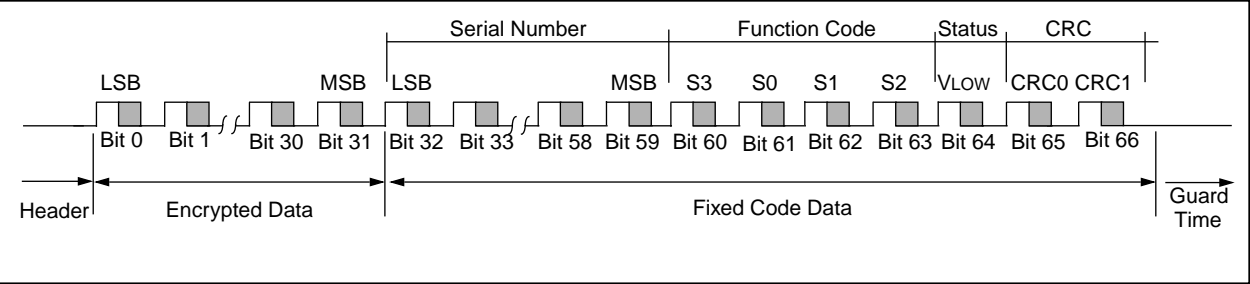 Serial Number Function Code Status CRC
LSB MSB LSB MSB S3 S0 S1 S2 VLOW CRC0 CRC1
Bit 0 Bit 1 Bit 30 Bit 31 Bit 32 Bit 33 Bit 58 Bit 59 Bit 60 Bit 61 Bit 62 Bit 63 Bit 64 Bit 65 Bit 66
Header Encrypted Data Fixed Code Data Guard
Time